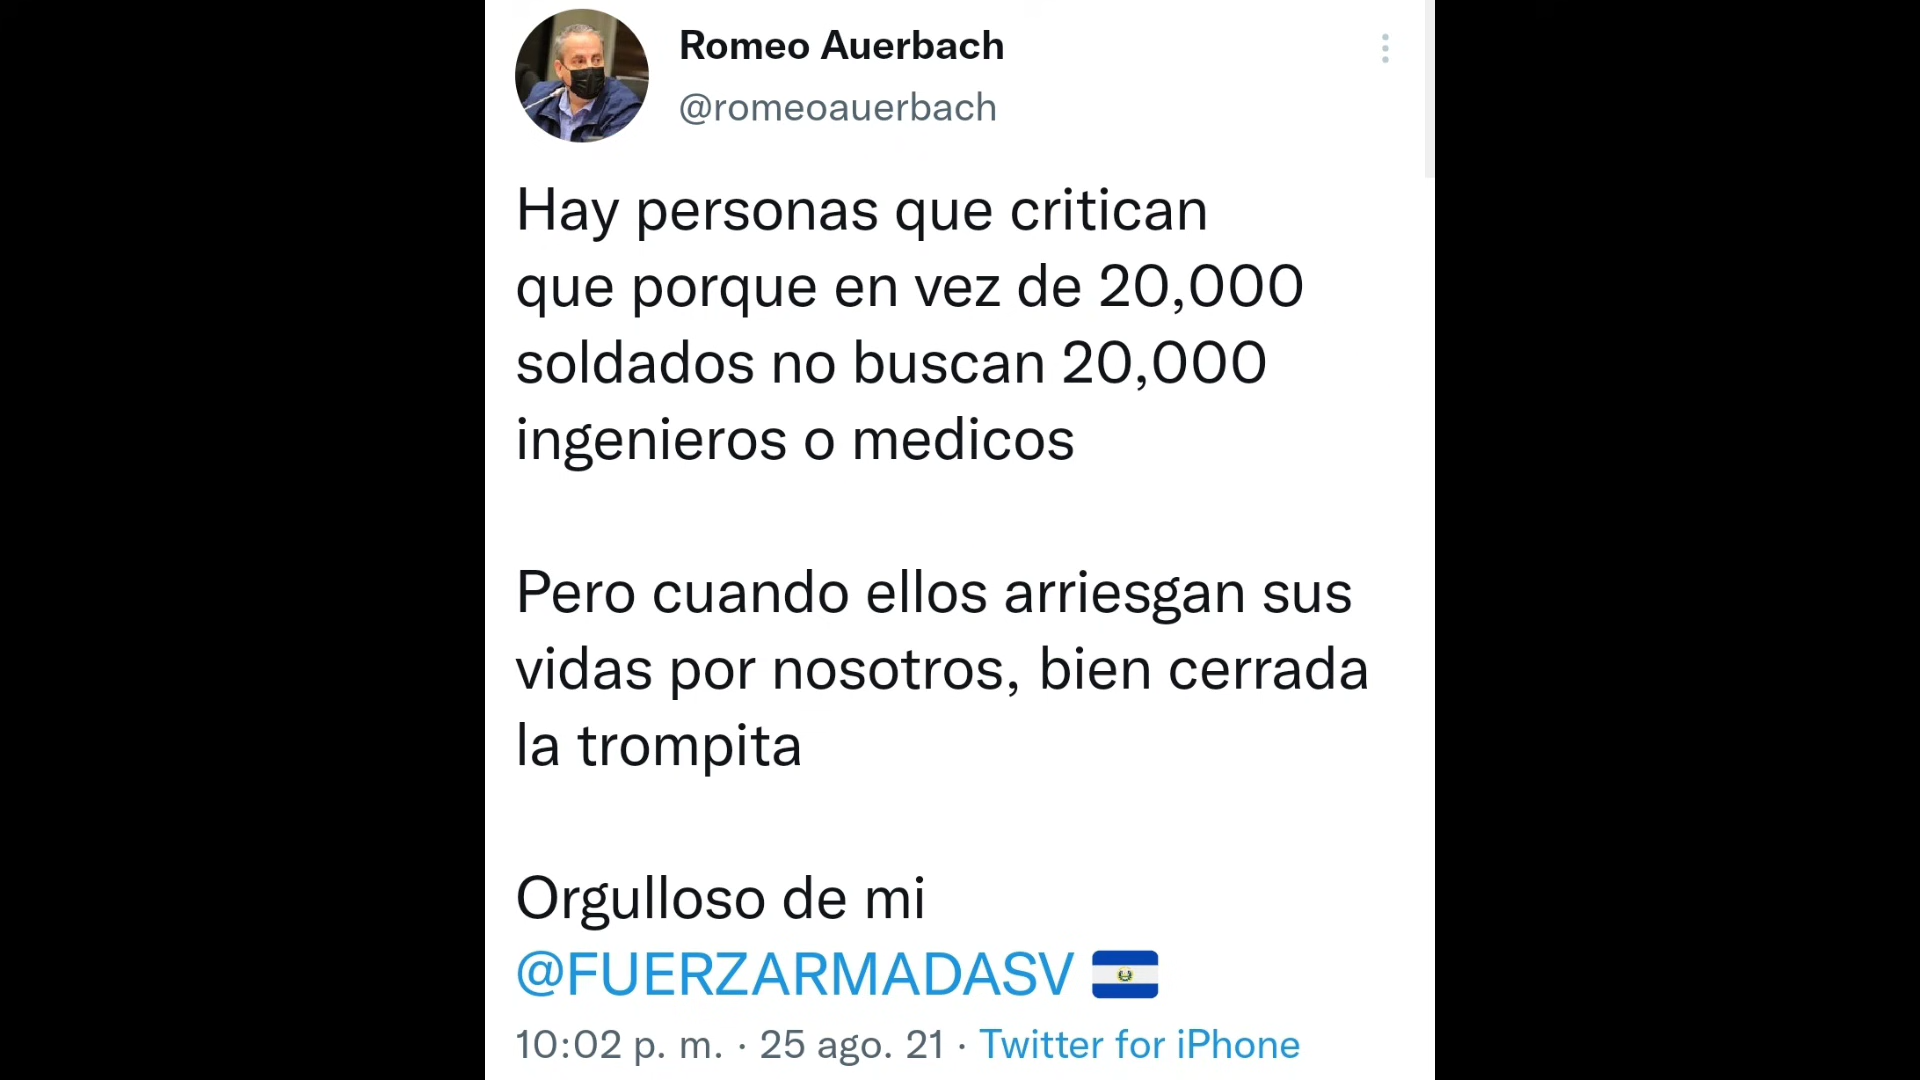 Romeo Auerbach
@romeoauerbach
Hay personas que critican
que porque en vez de 20,000
soldados no buscan 20,000
ingenieros o medicos
Pero cuando ellos arriesgan sus
vidas por nosotros, bien cerrada
la trompita
Orgulloso de mi
@FUERZARMADASV 🇸🇻
10:02 p. m. · 25 ago. 21 · Twitter for iPhone